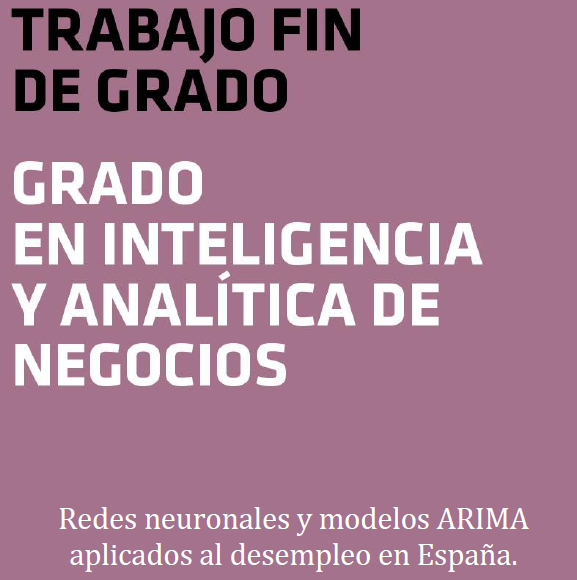 TRABAJO FIN
DE GRADO
GRADO
EN INTELIGENCIA
Y ANALÍTICA DE
NEGOCIOS
Redes neuronales y modelos ARIMA
aplicados al desempleo en España.